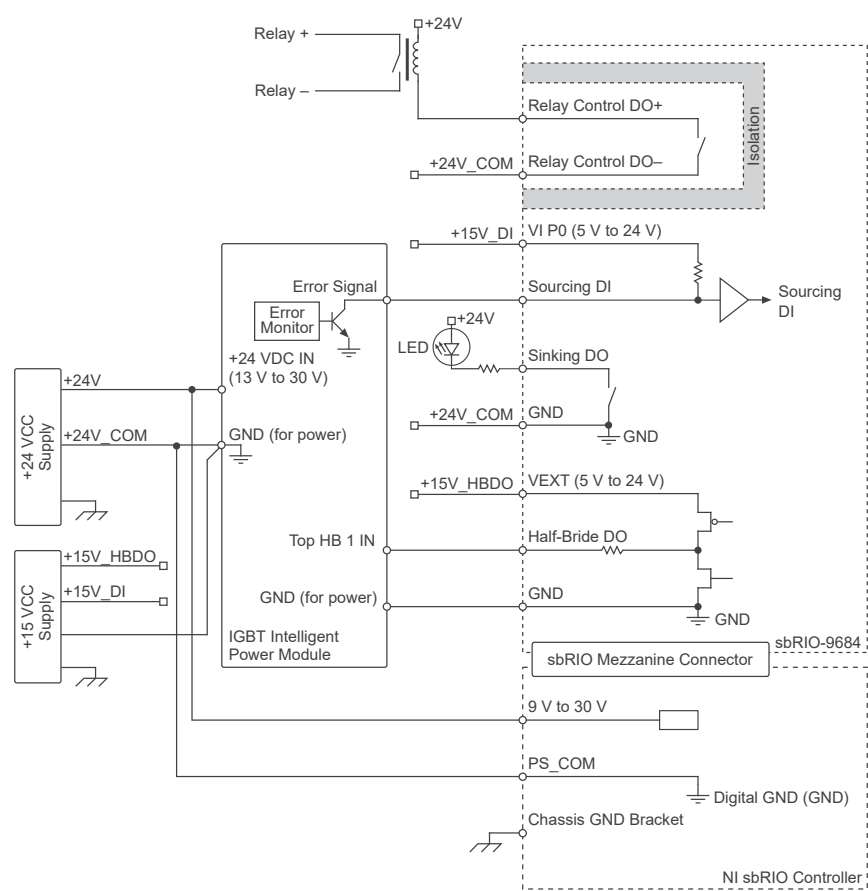 +24V
Relay +
Relay –
Relay Control DO+
+24V_COM
Relay Control DO–
Isolation
+15V_DI
VI P0 (5 V to 24 V)
Error Signal
Sourcing DI
Sourcing
DI
Error
Monitor
+24V
LED
Sinking DO
+24 VDC IN
(13 V to 30 V)
+24V
+24V_COM
+24 VCC
Supply
GND (for power)
+24V_COM
GND
GND
+15V_HBDO
VEXT (5 V to 24 V)
Top HB 1 IN
Half-Bride DO
+15V_HBDO
+15V_DI
+15 VCC
Supply
GND (for power)
GND
GND
IGBT Intelligent
Power Module
sbRIO-9684
sbRIO Mezzanine Connector
9 V to 30 V
PS_COM
Digital GND (GND)
Chassis GND Bracket
NI sbRIO Controller